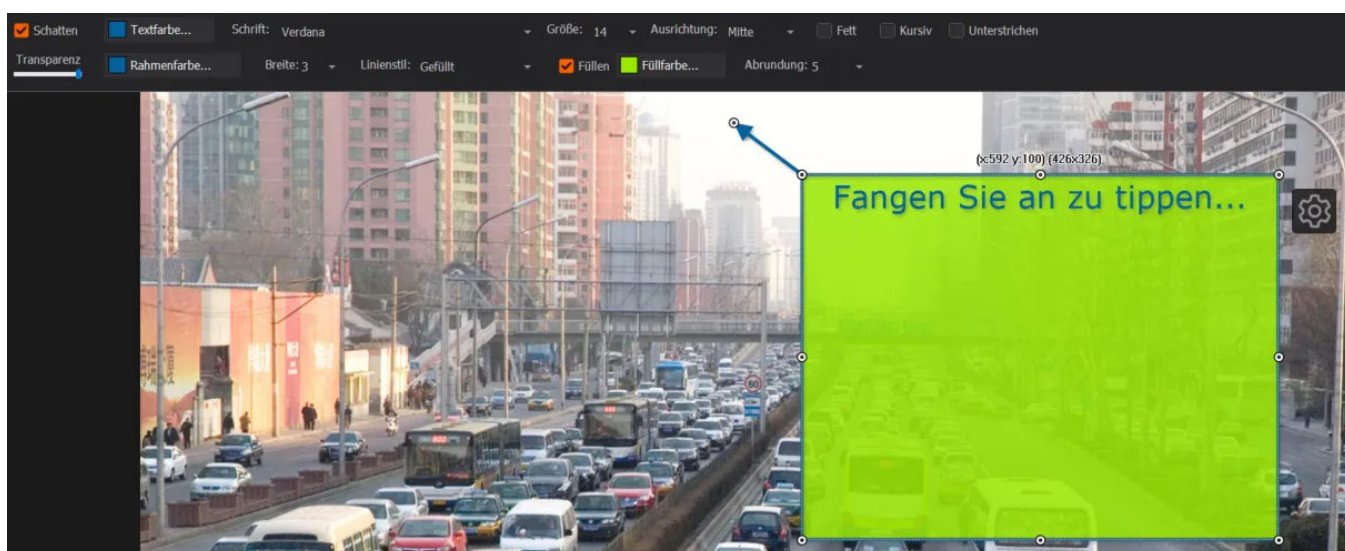 Schatten Textfarbe... Schrift: Verdana Größe: 14 Ausrichtung: Mitte Fett Kursiv Unterstrichen
Transparenz Rahmenfarbe... Breite: 3 Linienstil: Gefüllt Füllen Füllfarbe... Abrundung: 5
(x:592 y:100) (426x326)
Fangen Sie an zu tippen...
60